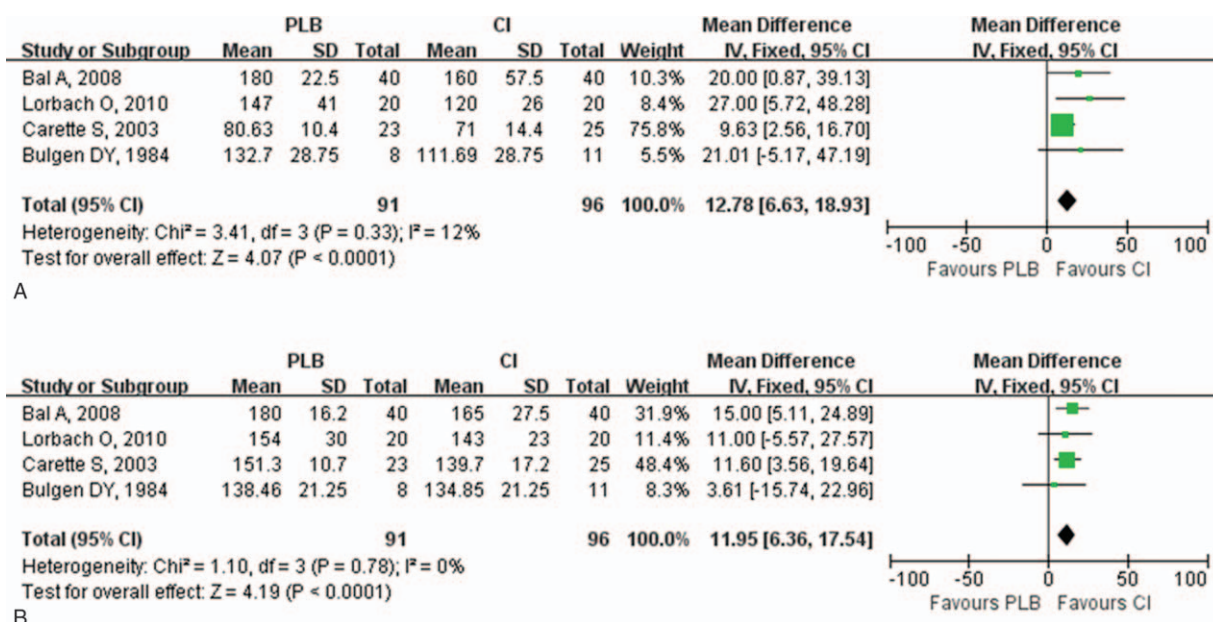 PLB CI Mean Difference Mean Difference
Study or Subgroup Mean SD Total Mean SD Total Weight IV, Fixed, 95% CI IV, Fixed, 95% CI
Bal A, 2008 180 22.5 40 160 57.5 40 10.3% 20.00 [0.87, 39.13]
Lorbach O, 2010 147 41 20 120 26 20 8.4% 27.00 [5.72, 48.28]
Carette S, 2003 80.63 10.4 23 71 14.4 25 75.8% 9.63 [2.56, 16.70]
Bulgen DY, 1984 132.7 28.75 8 111.69 28.75 11 5.5% 21.01 [-5.17, 47.19]
Total (95% CI) 91 96 100.0% 12.78 [6.63, 18.93]
Heterogeneity: Chi² = 3.41, df = 3 (P = 0.33); I² = 12%
Test for overall effect: Z = 4.07 (P < 0.0001)
-100 -50 0 50 100
Favours PLB Favours CI
A
PLB CI Mean Difference Mean Difference
Study or Subgroup Mean SD Total Mean SD Total Weight IV, Fixed, 95% CI IV, Fixed, 95% CI
Bal A, 2008 180 16.2 40 165 27.5 40 31.9% 15.00 [5.11, 24.89]
Lorbach O, 2010 154 30 20 143 23 20 11.4% 11.00 [-5.57, 27.57]
Carette S, 2003 151.3 10.7 23 139.7 17.2 25 48.4% 11.60 [3.56, 19.64]
Bulgen DY, 1984 138.46 21.25 8 134.85 21.25 11 8.3% 3.61 [-15.74, 22.96]
Total (95% CI) 91 96 100.0% 11.95 [6.36, 17.54]
Heterogeneity: Chi² = 1.10, df = 3 (P = 0.78); I² = 0%
Test for overall effect: Z = 4.19 (P < 0.0001)
-100 -50 0 50 100
Favours PLB Favours CI
B